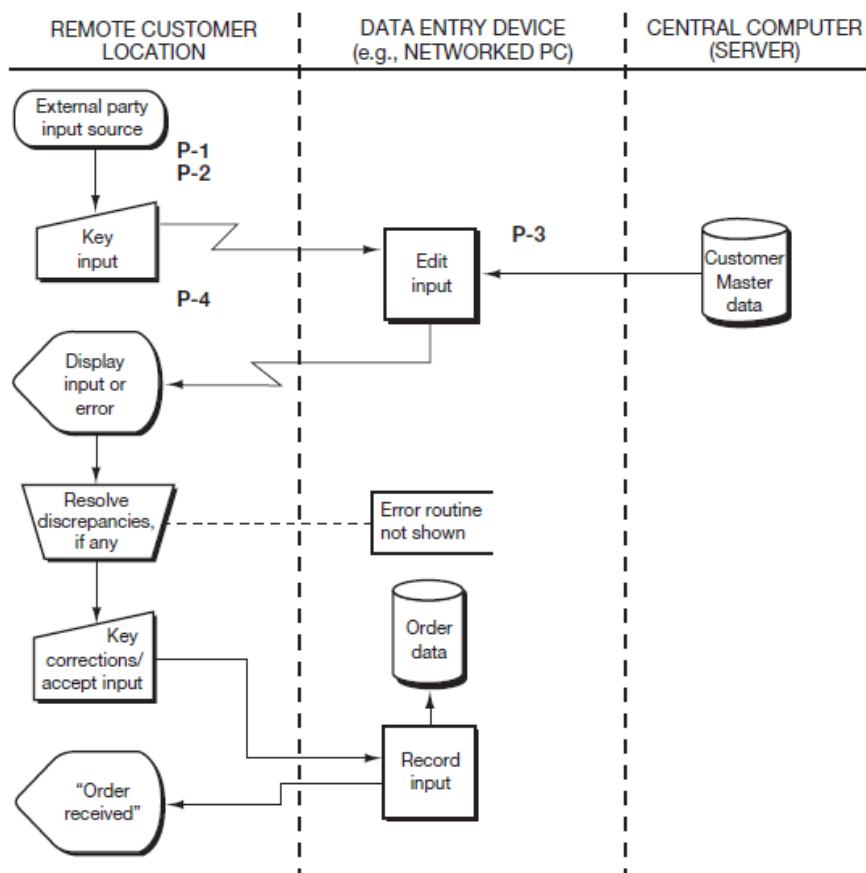 REMOTE CUSTOMER
LOCATION
DATA ENTRY DEVICE
(e.g., NETWORKED PC)
CENTRAL COMPUTER
(SERVER)
External party
input source
P-1
P-2
Key
input
Edit
input
P-3
Customer
Master
data
P-4
Display
input or
error
Resolve
discrepancies,
if any
Error routine
not shown
Order
data
Key
corrections/
accept input
Record
input
“Order
received”